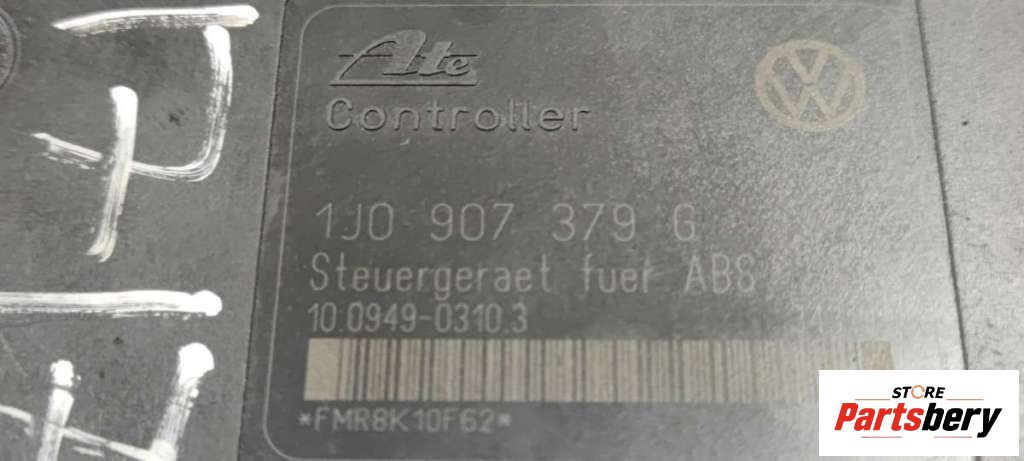 Ate
Controller
1J0 907 379 G
Steuergeraet fuer ABS
10.0949-0310.3
*FMR8K10F62*
STORE
Partsbery